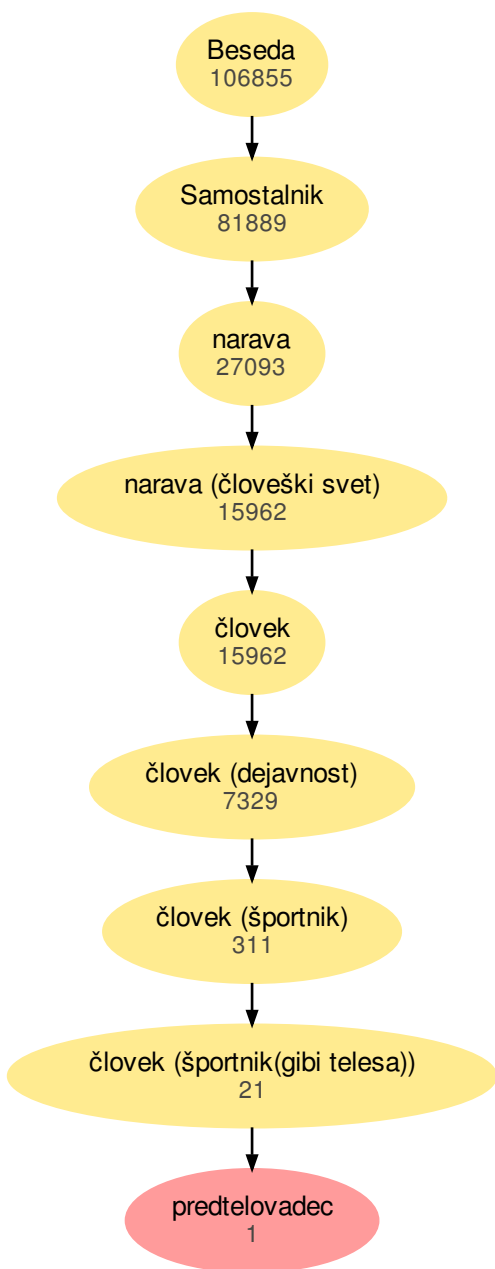 Beseda
106855
Samostalnik
81889
narava
27093
narava (človeški svet)
15962
človek
15962
človek (dejavnost)
7329
človek (športnik)
311
človek (športnik(gibi telesa))
21
predtelovadec
1